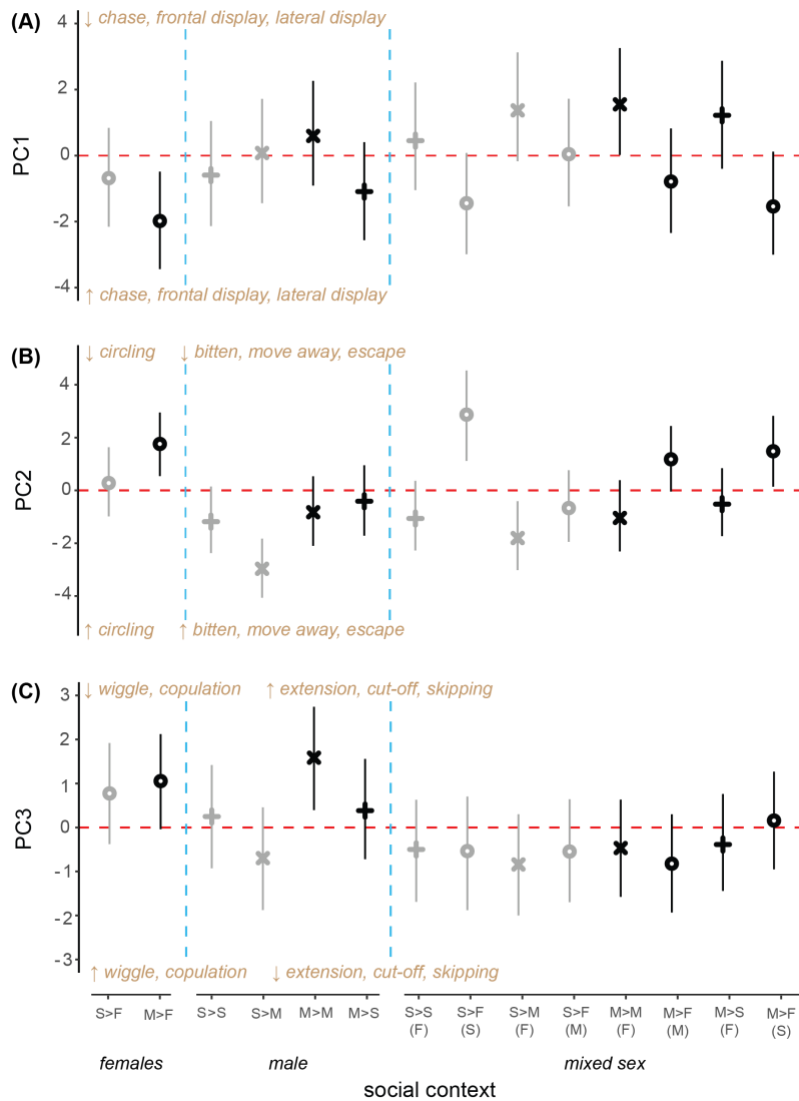 (A)
↓ chase, frontal display, lateral display
4
2
0
-2
-4
PC1
↑ chase, frontal display, lateral display
(B)
↓ circling ↓ bitten, move away, escape
4
2
0
-2
-4
PC2
↑ circling ↑ bitten, move away, escape
(C)
↓ wiggle, copulation ↑ extension, cut-off, skipping
3
2
1
0
-1
-2
-3
PC3
↑ wiggle, copulation ↓ extension, cut-off, skipping
S>F M>F S>S S>M M>M M>S S>S S>F S>M S>F M>M M>F M>S M>F
(F) (S) (F) (M) (F) (M) (F) (S)
females male mixed sex
social context